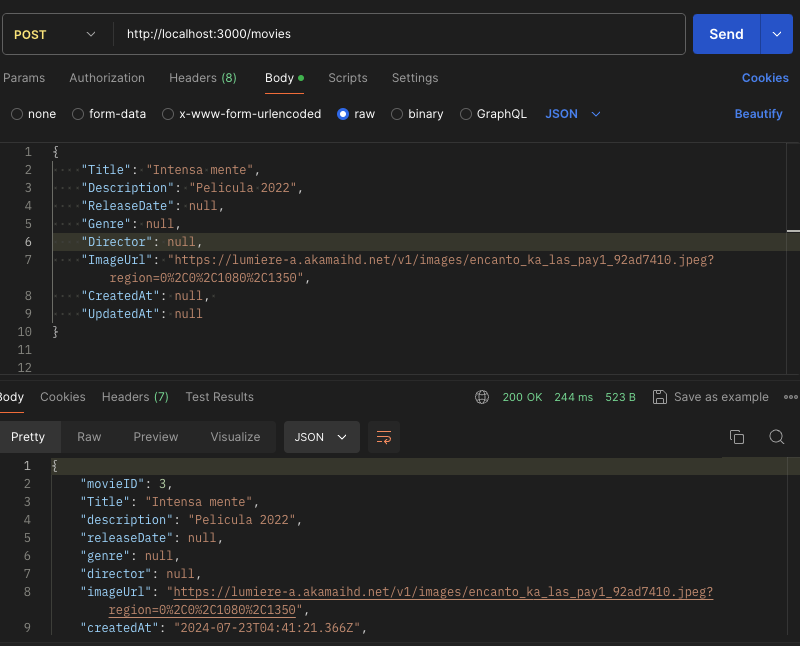 POST http://localhost:3000/movies Send
Params Authorization Headers (8) Body Scripts Settings Cookies
none form-data x-www-form-urlencoded raw binary GraphQL JSON Beautify
1 {
2 "Title": "Intensa mente",
3 "Description": "Pelicula 2022",
4 "ReleaseDate": null,
5 "Genre": null,
6 "Director": null,
7 "ImageUrl": "https://lumiere-a.akamaihd.net/v1/images/encanto_ka_las_pay1_92ad7410.jpeg?
region=0%2C0%2C1080%2C1350",
8 "CreatedAt": null,
9 "UpdatedAt": null
10 }
11
12
Body Cookies Headers (7) Test Results 200 OK 244 ms 523 B Save as example
Pretty Raw Preview Visualize JSON
1 {
2 "movieID": 3,
3 "Title": "Intensa mente",
4 "description": "Pelicula 2022",
5 "releaseDate": null,
6 "genre": null,
7 "director": null,
8 "imageUrl": "https://lumiere-a.akamaihd.net/v1/images/encanto_ka_las_pay1_92ad7410.jpeg?
region=0%2C0%2C1080%2C1350",
9 "createdAt": "2024-07-23T04:41:21.366Z",